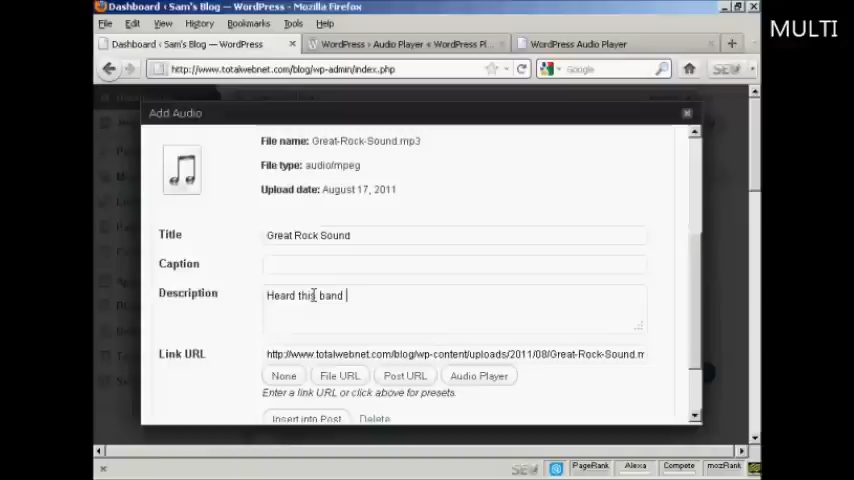 Dashboard ‹ Sam's Blog — WordPress - Mozilla Firefox
MULTI
File Edit View History Bookmarks Tools Help
Dashboard ‹ Sam's Blog — WordPress
WordPress › Audio Player « WordPress Pl...
WordPress Audio Player
http://www.totalwebnet.com/blog/wp-admin/index.php
Google
Add Audio
File name: Great-Rock-Sound.mp3
File type: audio/mpeg
Upload date: August 17, 2011
Title Great Rock Sound
Caption
Description Heard this band
Link URL http://www.totalwebnet.com/blog/wp-content/uploads/2011/08/Great-Rock-Sound.m
None File URL Post URL Audio Player
Enter a link URL or click above for presets.
Insert into Post Delete
PageRank Alexa Compete mozRank